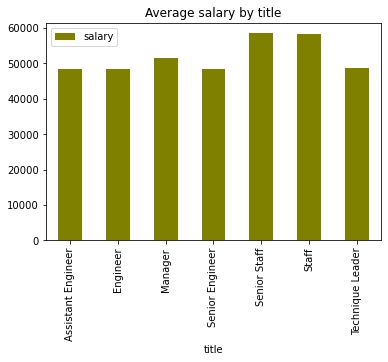 Average salary by title
salary
60000
50000
40000
30000
20000
10000
0
Assistant Engineer
Engineer
Manager
Senior Engineer
Senior Staff
Staff
Technique Leader
title